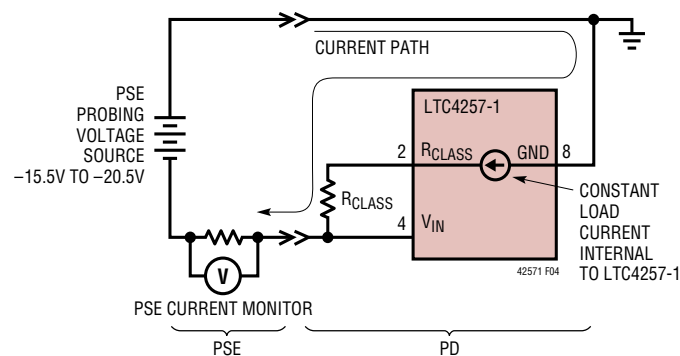 CURRENT PATH
PSE
PROBING
VOLTAGE
SOURCE
–15.5V TO –20.5V
LTC4257-1
2
RCLASS
GND
8
RCLASS
4
VIN
CONSTANT
LOAD
CURRENT
INTERNAL
TO LTC4257-1
V
42571 F04
PSE CURRENT MONITOR
PSE
PD